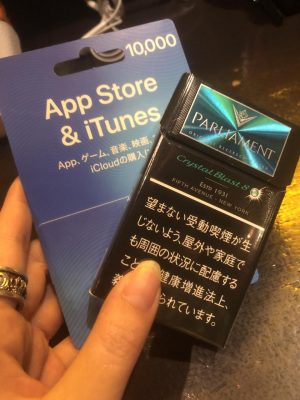 10,000
App Store
& iTunes
App、ゲーム、音楽、映画、
iCloudの購入
PARLIAMENT
Crystal Blast 8
Estd 1931
FIFTH AVENUE · NEW YORK
望まない受動喫煙が生
じないよう、屋外や家庭で
も周囲の状況に配慮する
こと
健康増進法上、
られています。